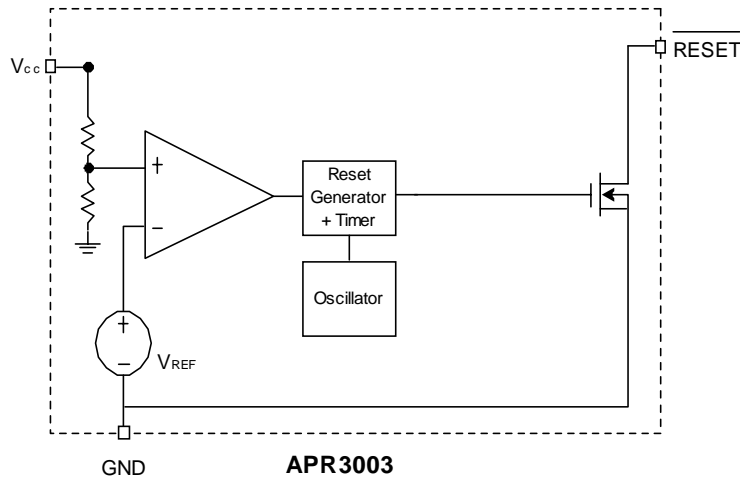 RESET
Vcc
+
Reset
Generator
+ Timer
−
Oscillator
+
−
VREF
GND
APR3003